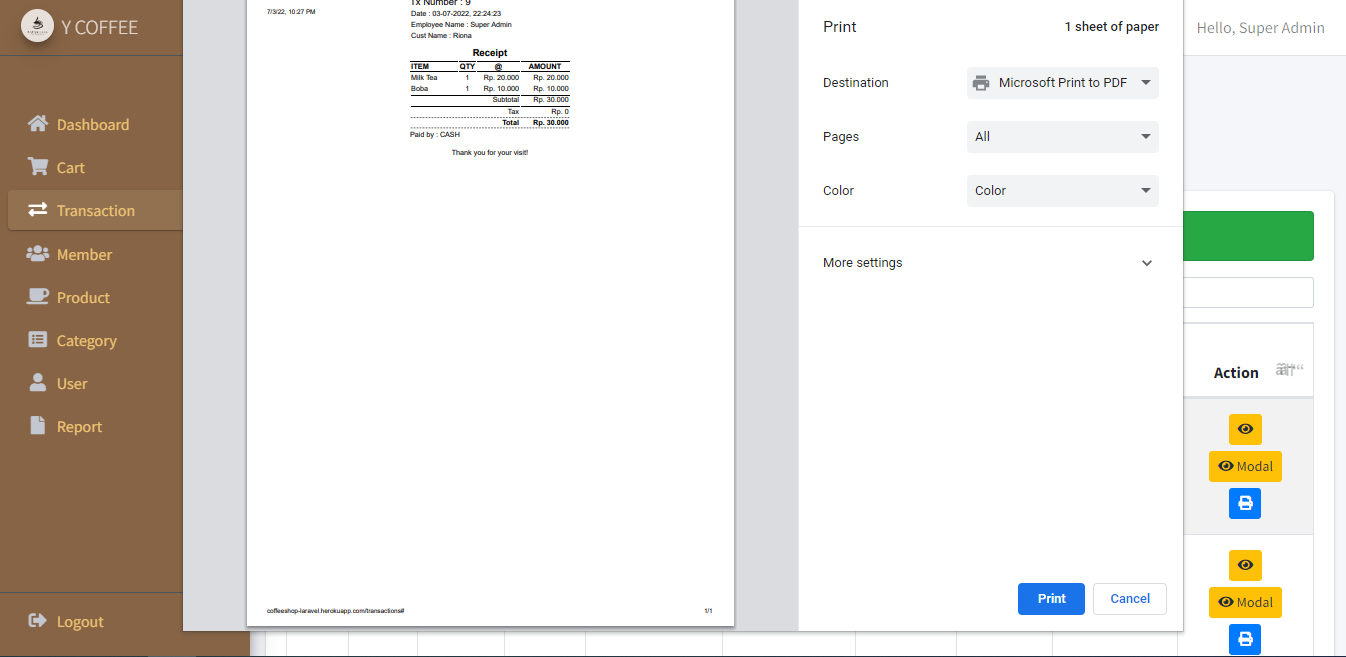 Y COFFEE
Dashboard
Cart
Transaction
Member
Product
Category
User
Report
Logout
7/3/22, 10:27 PM
Tx Number : 9
Date : 03-07-2022, 22:24:23
Employee Name : Super Admin
Cust Name : Riona
Receipt
ITEM QTY @ AMOUNT
Milk Tea 1 Rp. 20.000 Rp. 20.000
Boba 1 Rp. 10.000 Rp. 10.000
Subtotal Rp. 30.000
Tax Rp. 0
Total Rp. 30.000
Paid by : CASH
Thank you for your visit!
coffeeshop-laravel.herokuapp.com/transactions# 1/1
Print 1 sheet of paper
Destination Microsoft Print to PDF
Pages All
Color Color
More settings
Print Cancel
Hello, Super Admin
Action
Modal
Modal